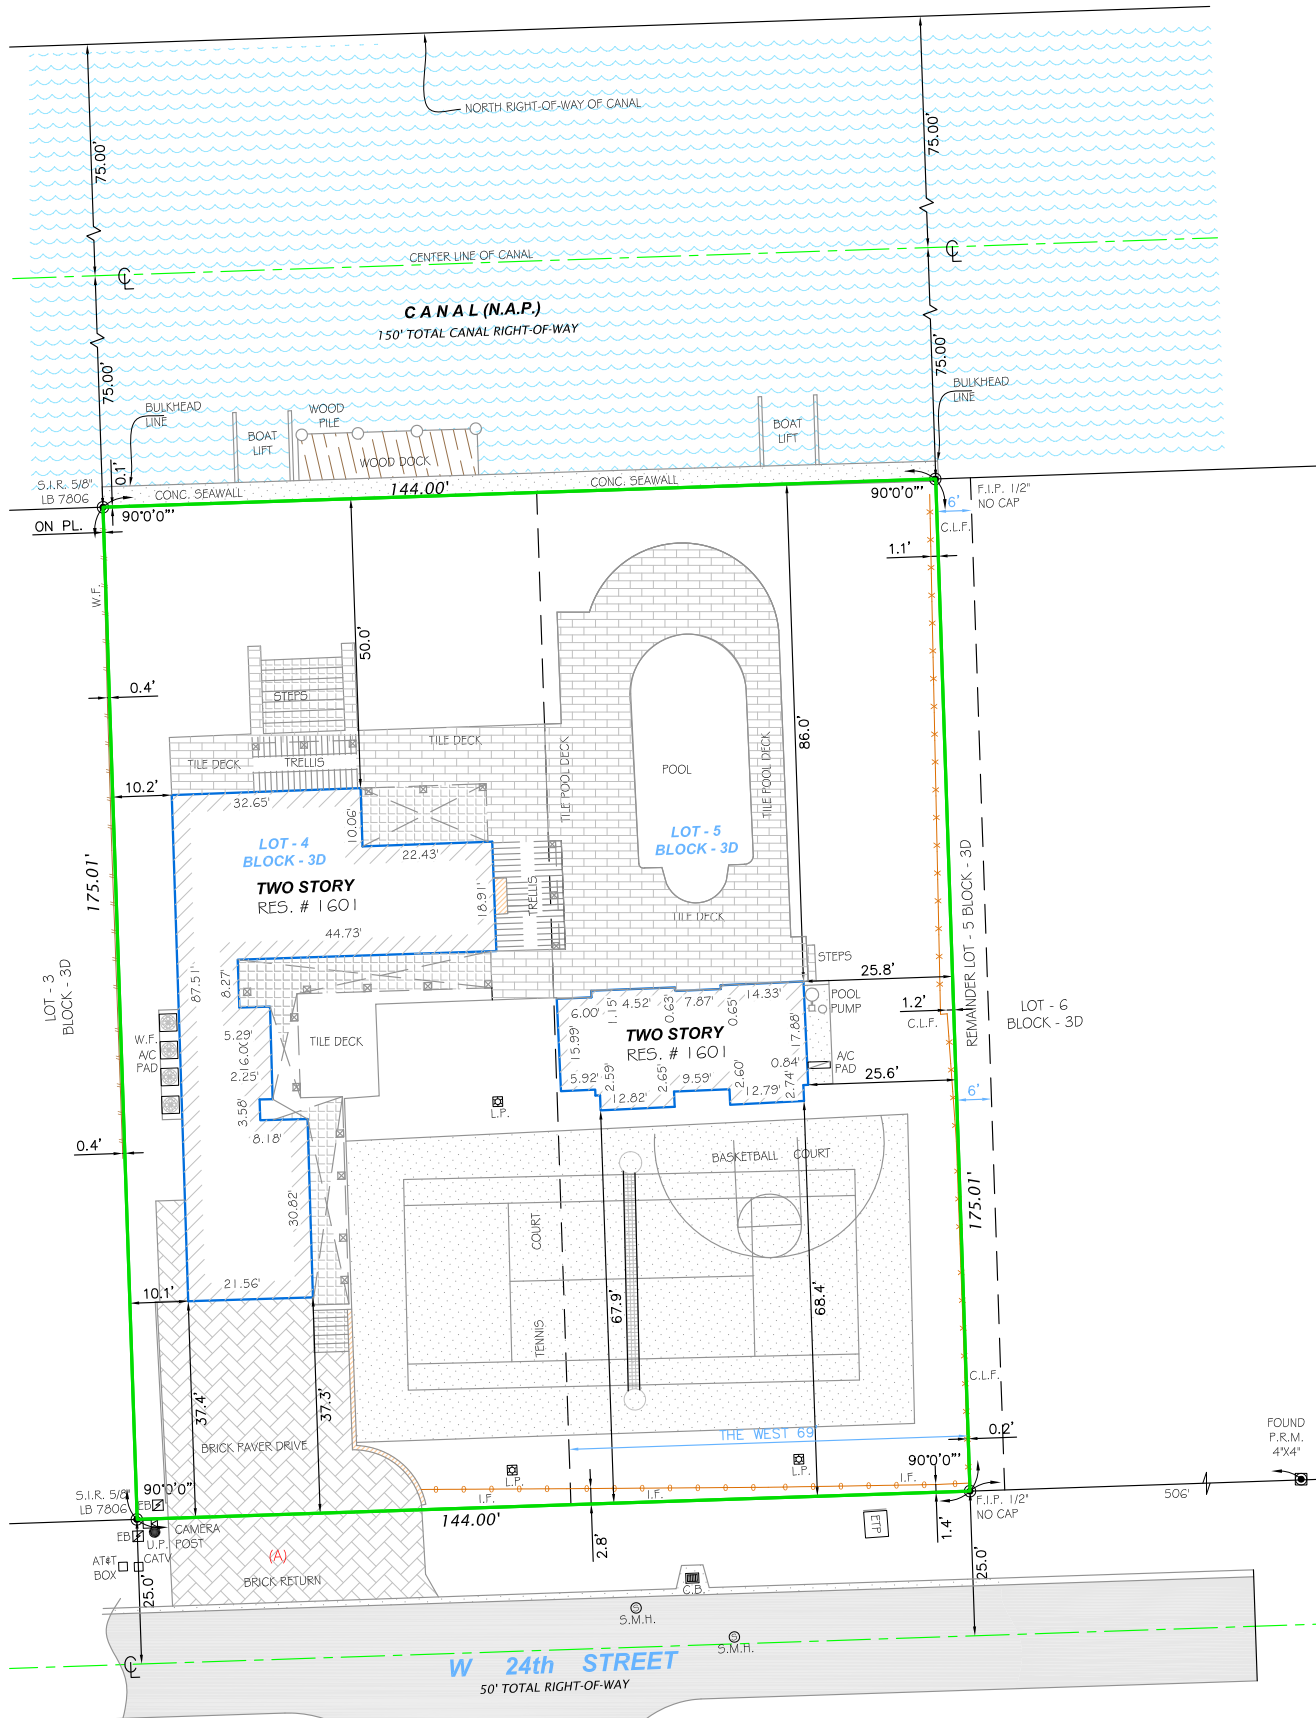 75.00'
75.00'
NORTH RIGHT-OF-WAY OF CANAL
CENTER LINE OF CANAL
C A N A L (N.A.P.)
150' TOTAL CANAL RIGHT-OF-WAY
75.00'
75.00'
BULKHEAD
LINE
WOOD
PILE
BOAT
LIFT
WOOD DOCK
BOAT
LIFT
BULKHEAD
LINE
S.I.R. 5/8"
LB 7806
0.1'
CONC. SEAWALL
144.00'
CONC. SEAWALL
90°0'0"'
90°0'0"'
F.I.P. 1/2"
NO CAP
ON PL.
6'
C.L.F.
1.1'
W.F.
50.0'
0.4'
STEPS
86.0'
TILE DECK
TRELLIS
TILE DECK
TILE POOL DECK
POOL
TILE POOL DECK
10.2'
32.65'
10.06'
LOT - 4
BLOCK - 3D
22.43'
LOT - 5
BLOCK - 3D
175.01'
TWO STORY
RES. # 1601
18.91'
TRELLIS
TILE DECK
REMAINDER LOT - 5 BLOCK - 3D
44.73'
STEPS
25.8'
LOT - 3
BLOCK - 3D
87.51'
8.27'
6.00'
1.15'
4.52'
0.63'
7.87'
0.65'
14.33'
POOL
PUMP
1.2'
C.L.F.
LOT - 6
BLOCK - 3D
W.F.
A/C
PAD
5.29'
TILE DECK
15.99'
TWO STORY
RES. # 1601
17.88'
2.25'
5.92'
2.59'
2.65'
9.59'
2.60'
0.84'
A/C
PAD
25.6'
3.58'
L.P.
12.82'
12.79'
2.74'
6'
0.4'
8.18'
BASKETBALL COURT
30.82'
COURT
175.01'
10.1'
21.56'
67.9'
68.4'
TENNIS
C.L.F.
37.4'
37.3'
BRICK PAVER DRIVE
THE WEST 69'
0.2'
FOUND
P.R.M.
4"X4"
L.P.
L.P.
90°0'0"'
I.F.
90°0'0"
S.I.R. 5/8"
LB 7806
EB
I.F.
I.F.
F.I.P. 1/2"
NO CAP
506'
144.00'
CAMERA
POST
EB
U.P.
CATV
AT&T
BOX
(A)
BRICK RETURN
25.0'
2.8'
ETP
1.4'
25.0'
C.B.
S.M.H.
S.M.H.
W 24th STREET
50' TOTAL RIGHT-OF-WAY